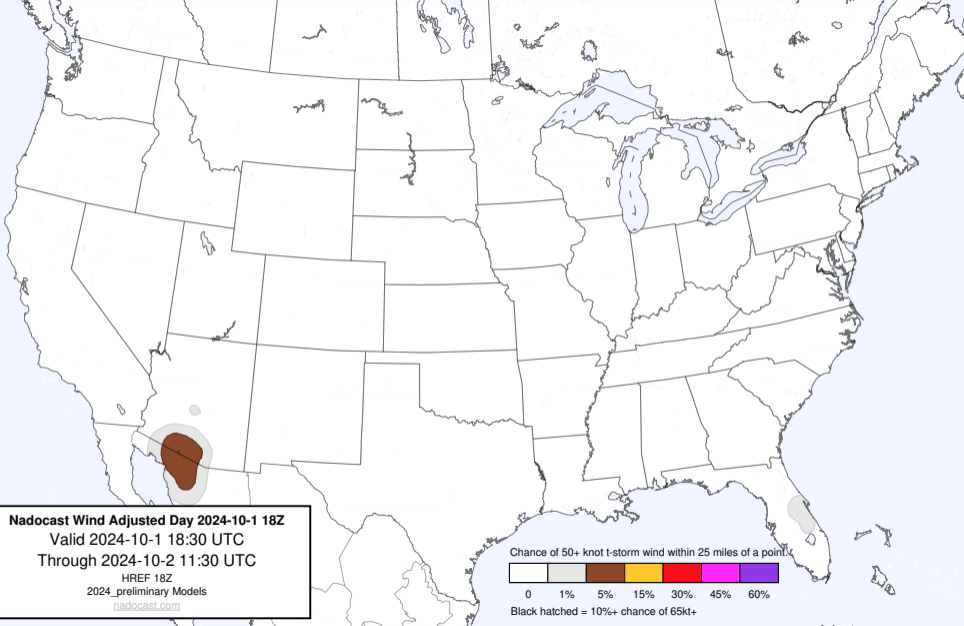 Nadocast Wind Adjusted Day 2024-10-1 18Z
Valid 2024-10-1 18:30 UTC
Through 2024-10-2 11:30 UTC
HREF 18Z
2024_preliminary Models
nadocast.com
Chance of 50+ knot t-storm wind within 25 miles of a point.
0 1% 5% 15% 30% 45% 60%
Black hatched = 10%+ chance of 65kt+